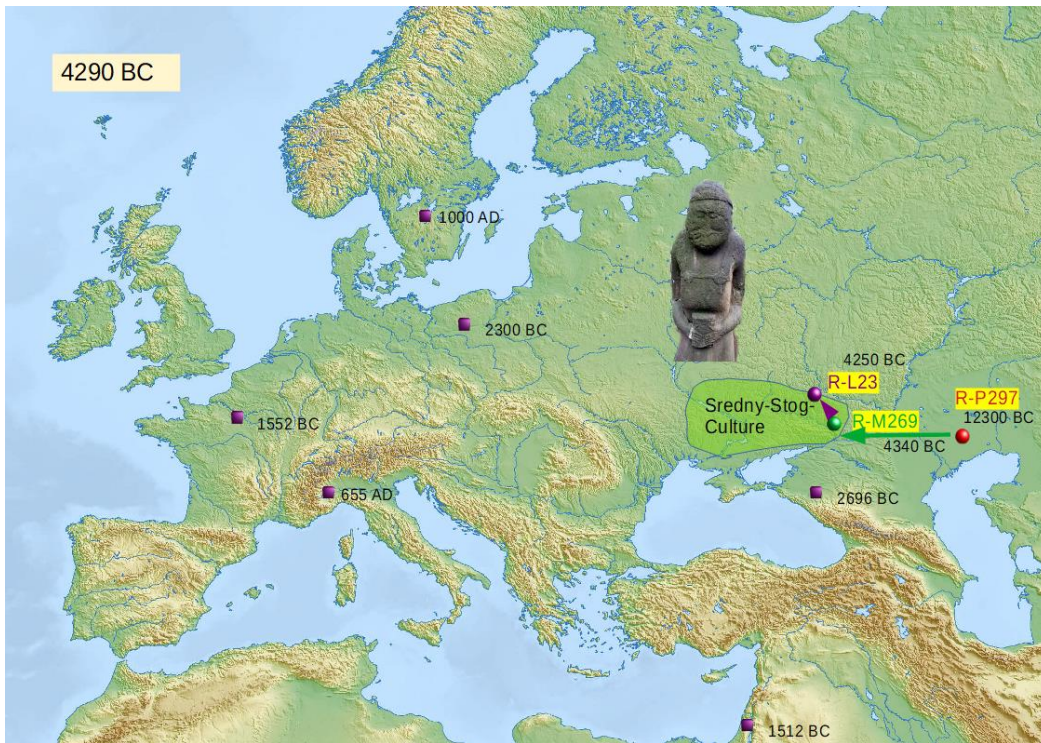 4290 BC
1000 AD
2300 BC
4250 BC
R-L23
R-P297
12300 BC
Sredny-Stog-
Culture
R-M269
4340 BC
1552 BC
655 AD
2696 BC
1512 BC